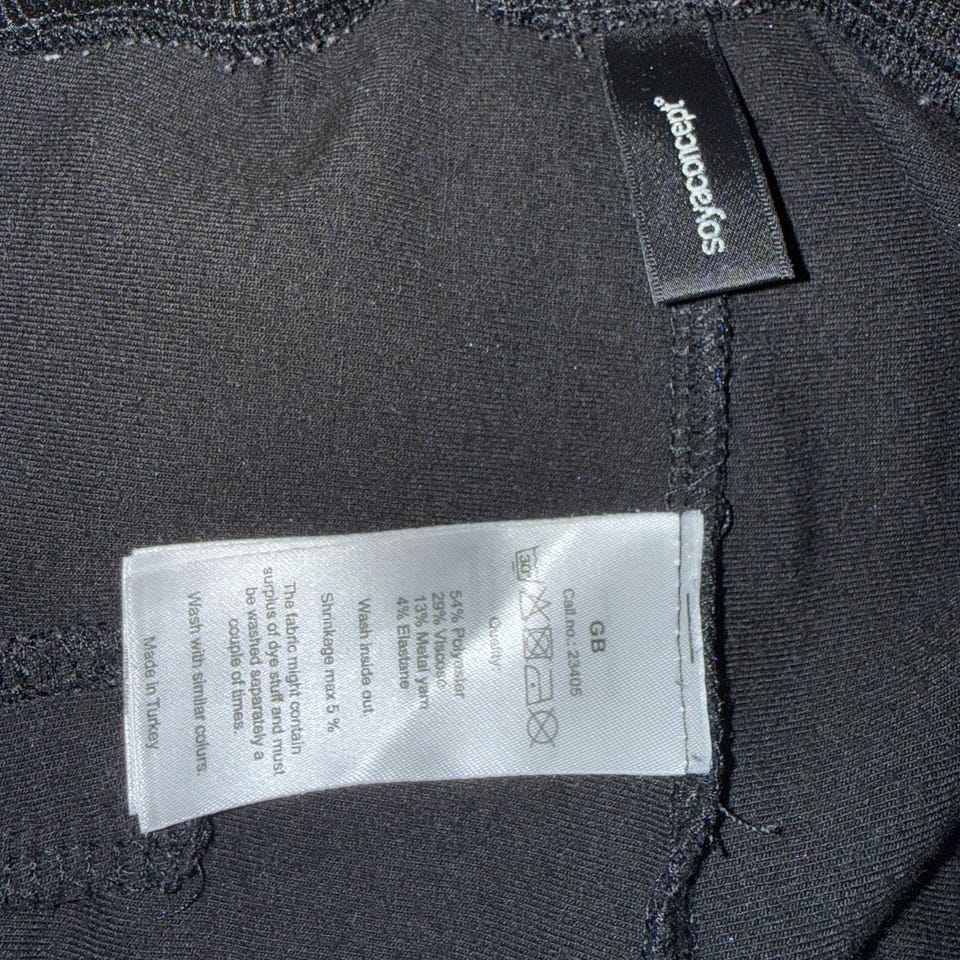 soyaconcept®
GB
Call.no.: 23405
30
Quality
54% Polyester
29% Viscose
13% Metal yarn
4% Elastane
Wash inside out.
Shrinkage max 5 %
The fabric might contain
surplus of dye stuff and must
be washed separately a
couple of times.
Wash with similar colurs.
Made in Turkey